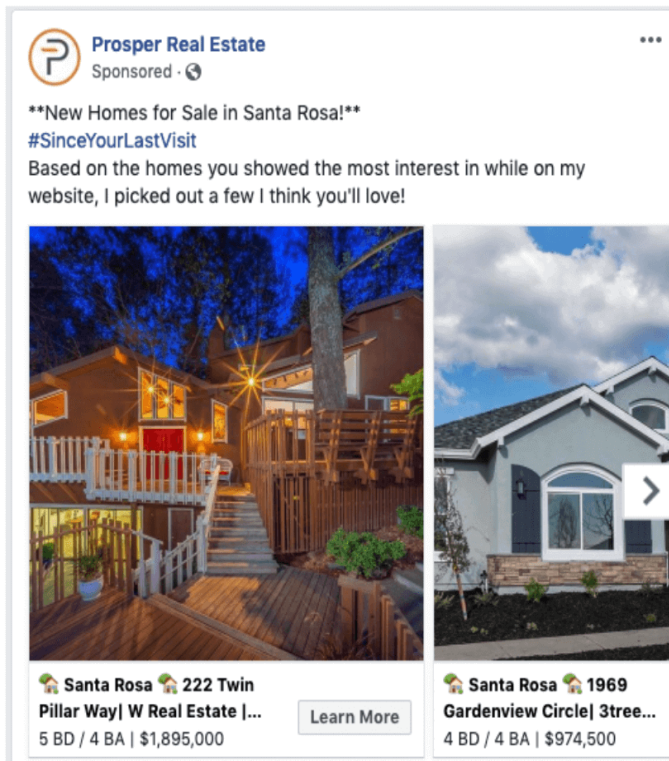 Prosper Real Estate
Sponsored ·
**New Homes for Sale in Santa Rosa!**
#SinceYourLastVisit
Based on the homes you showed the most interest in while on my
website, I picked out a few I think you'll love!
🏡 Santa Rosa 🏡 222 Twin
Pillar Way| W Real Estate |...
5 BD / 4 BA | $1,895,000
Learn More
🏡 Santa Rosa 🏡 1969
Gardenview Circle| 3tree...
4 BD / 4 BA | $974,500